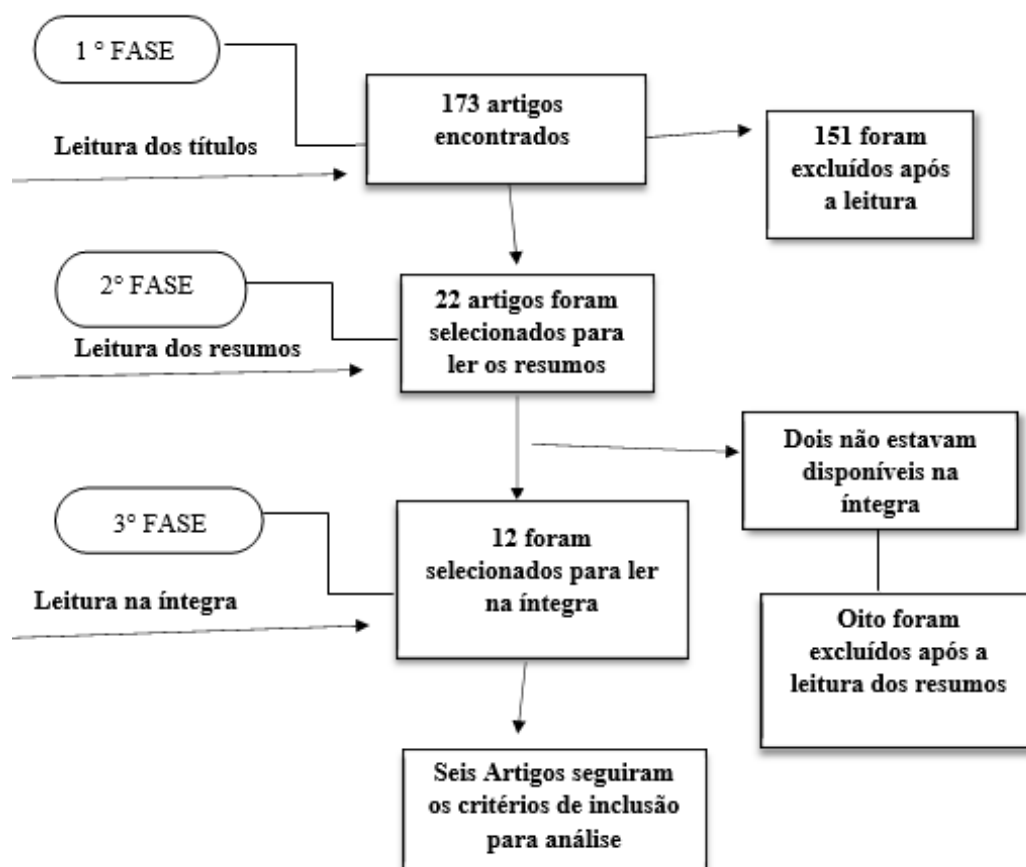 1 ° FASE
173 artigos
encontrados
151 foram
excluídos após
a leitura
Leitura dos títulos
2° FASE
22 artigos foram
selecionados para
ler os resumos
Leitura dos resumos
Dois não estavam
disponíveis na
íntegra
3° FASE
12 foram
selecionados para ler
na íntegra
Leitura na íntegra
Oito foram
excluídos após a
leitura dos resumos
Seis Artigos seguiram
os critérios de inclusão
para análise